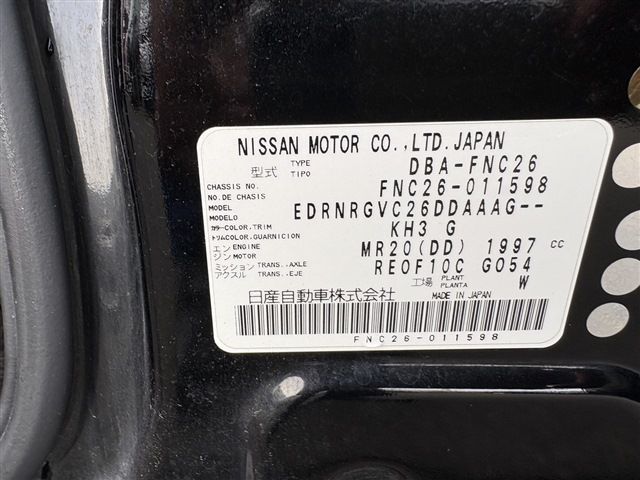 NISSAN MOTOR CO.,LTD.JAPAN
型式 TYPE TIPO DBA-FNC26
CHASSIS NO. NO.DE CHASIS FNC26-011598
MODEL MODELO EDRNRGVC26DDAAAG--
カラー COLOR,TRIM トリム COLOR,GUARNICION KH3 G
エンジン ENGINE MOTOR MR20(DD) 1997 cc
ミッション アクスル TRANS.,AXLE TRANS.,EJE RE0F10C G054
工場 PLANT PLANTA W
日産自動車株式会社 MADE IN JAPAN
FNC26-011598